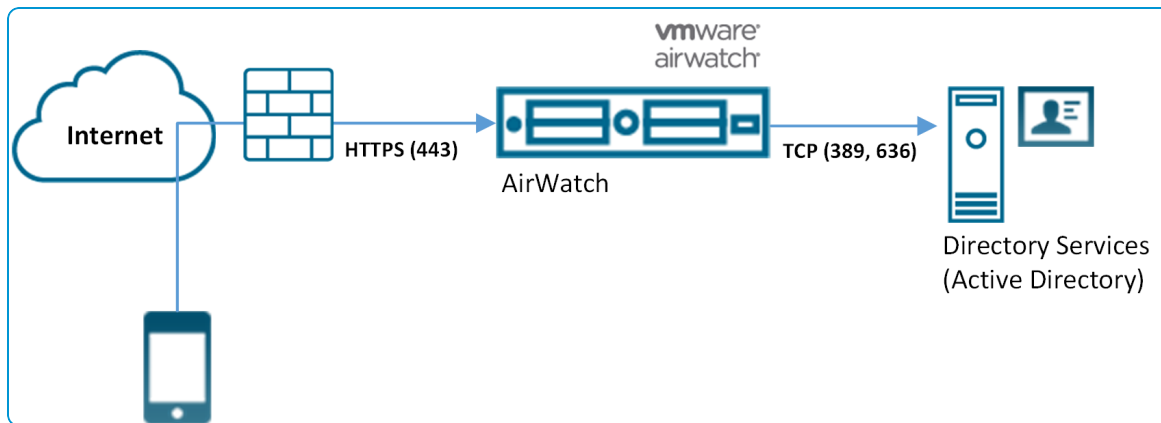 vmware
airwatch
Internet
HTTPS (443)
TCP (389, 636)
AirWatch
Directory Services
(Active Directory)